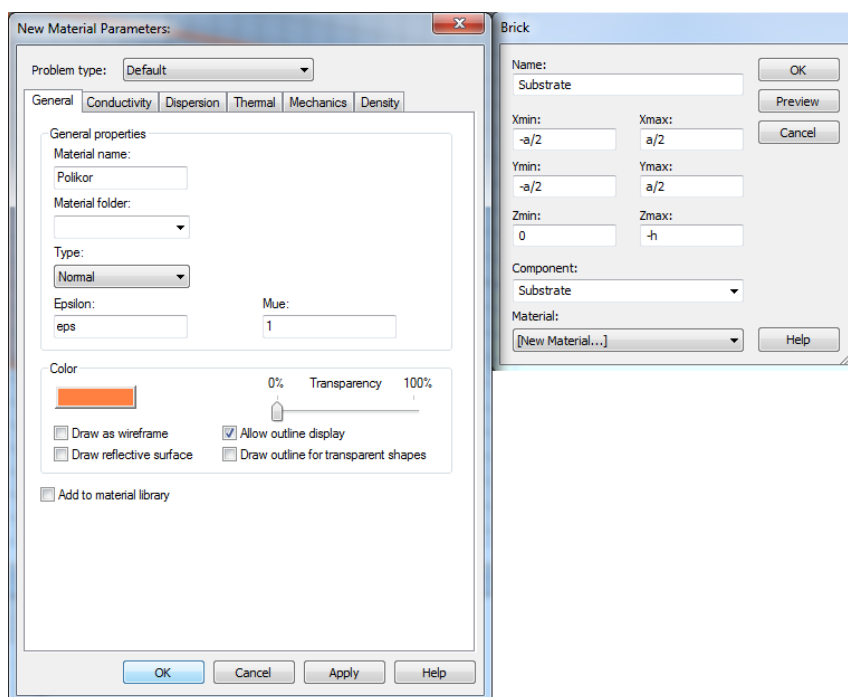 New Material Parameters:
Problem type: Default
General Conductivity Dispersion Thermal Mechanics Density
General properties
Material name:
Polikor
Material folder:
Type:
Normal
Epsilon: Mue:
eps 1
Color
0% Transparency 100%
Draw as wireframe Allow outline display
Draw reflective surface Draw outline for transparent shapes
Add to material library
OK Cancel Apply Help
Brick
Name:
Substrate
OK
Preview
Cancel
Xmin: Xmax:
-a/2 a/2
Ymin: Ymax:
-a/2 a/2
Zmin: Zmax:
0 -h
Component:
Substrate
Material:
[New Material...] Help